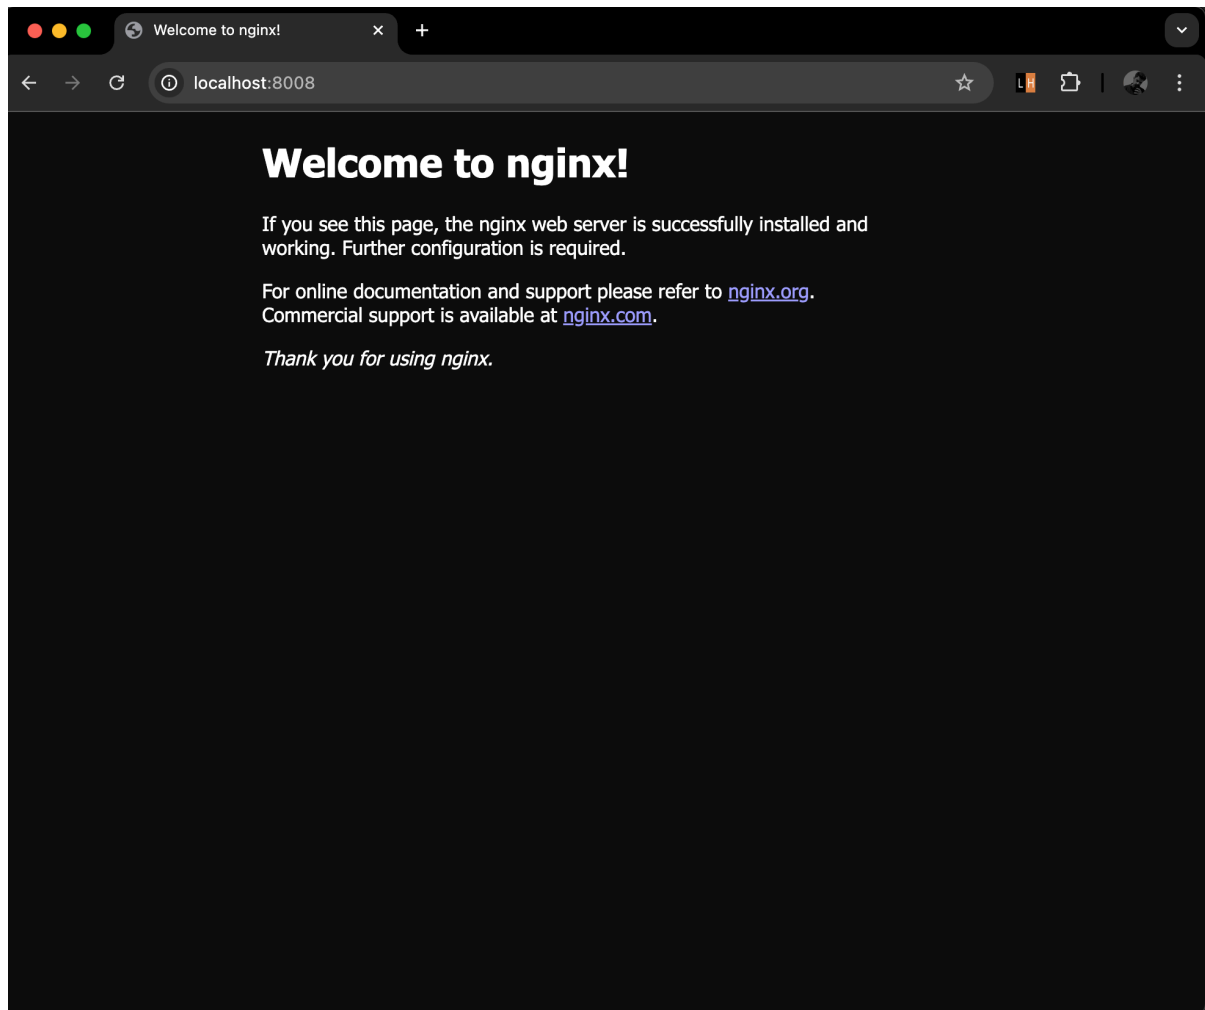 Welcome to nginx!
localhost:8008
L H
Welcome to nginx!
If you see this page, the nginx web server is successfully installed and
working. Further configuration is required.
For online documentation and support please refer to nginx.org.
Commercial support is available at nginx.com.
Thank you for using nginx.